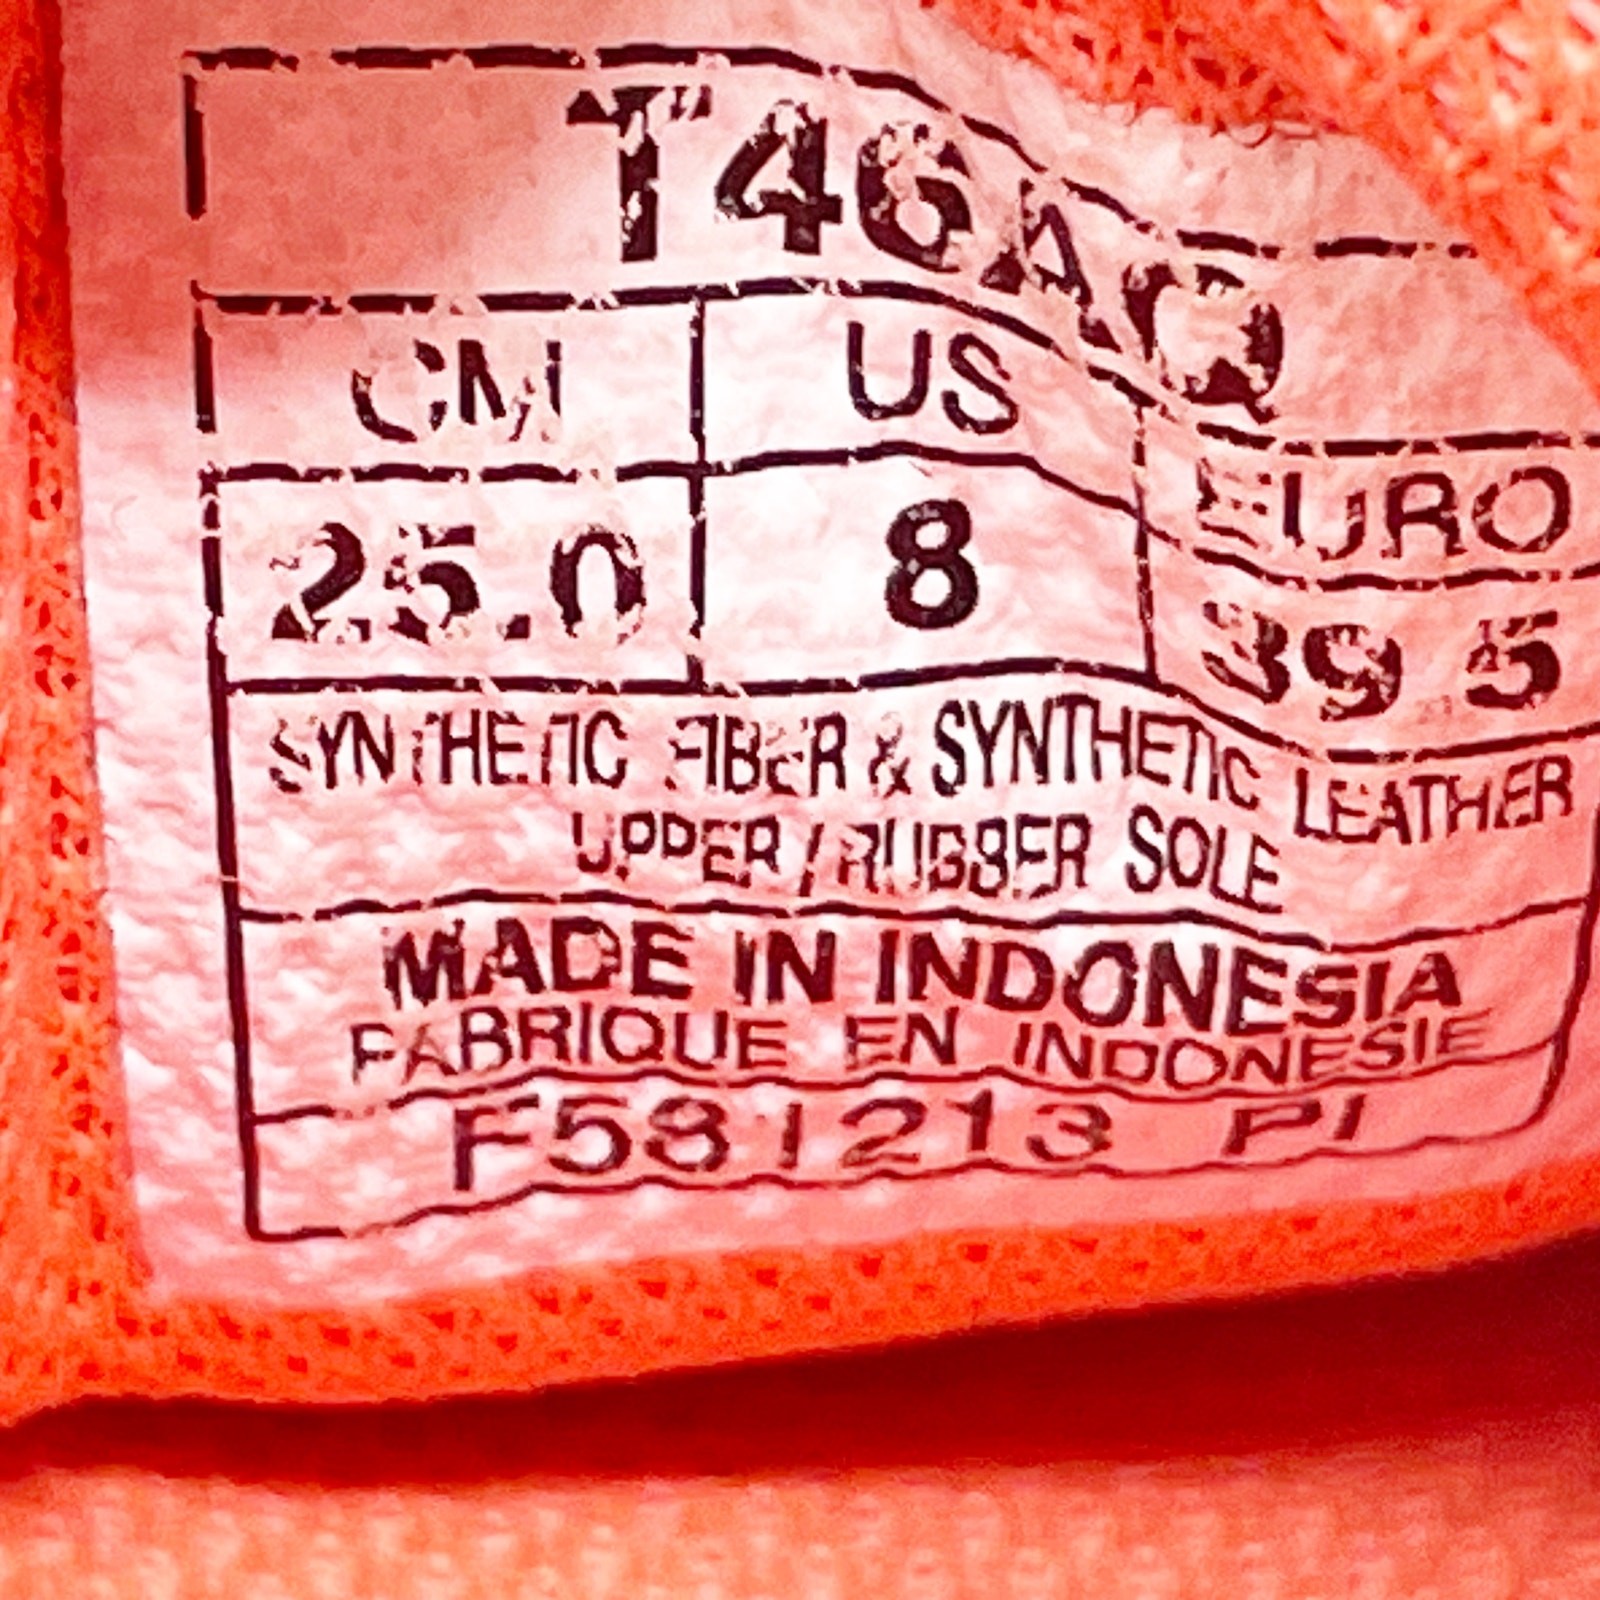 T46AQ
CM US EURO
25.0 8 39.5
SYNTHETIC FIBER & SYNTHETIC LEATHER
UPPER / RUBBER SOLE
MADE IN INDONESIA
FABRIQUE EN INDONESIE
F581213 PI